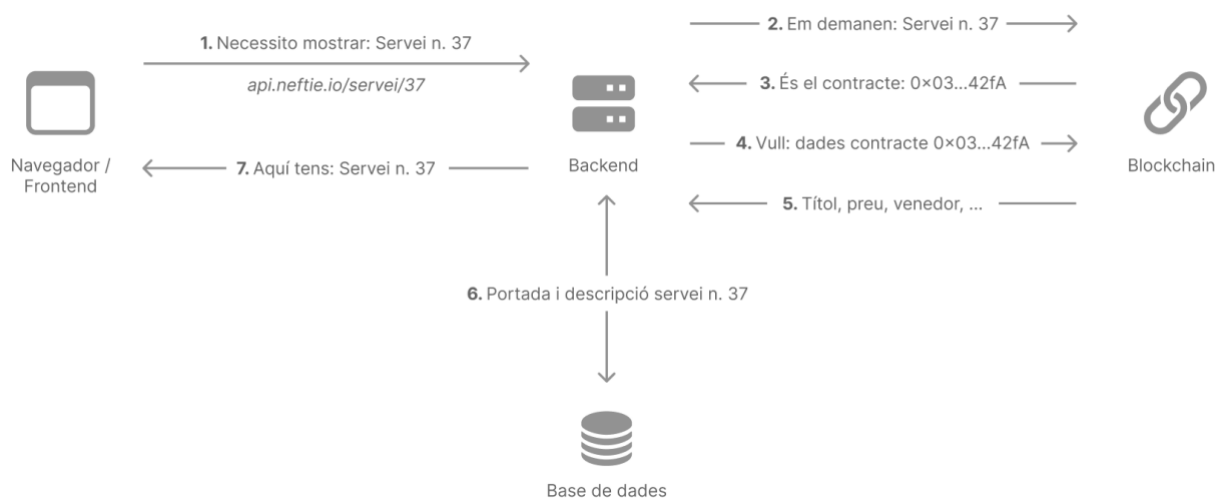 1. Necessito mostrar: Servei n. 37
api.neftie.io/servei/37
Navegador /
Frontend
7. Aquí tens: Servei n. 37
Backend
2. Em demanen: Servei n. 37
3. És el contracte: 0×03...42fA
4. Vull: dades contracte 0×03...42fA
5. Títol, preu, venedor, ...
Blockchain
6. Portada i descripció servei n. 37
Base de dades